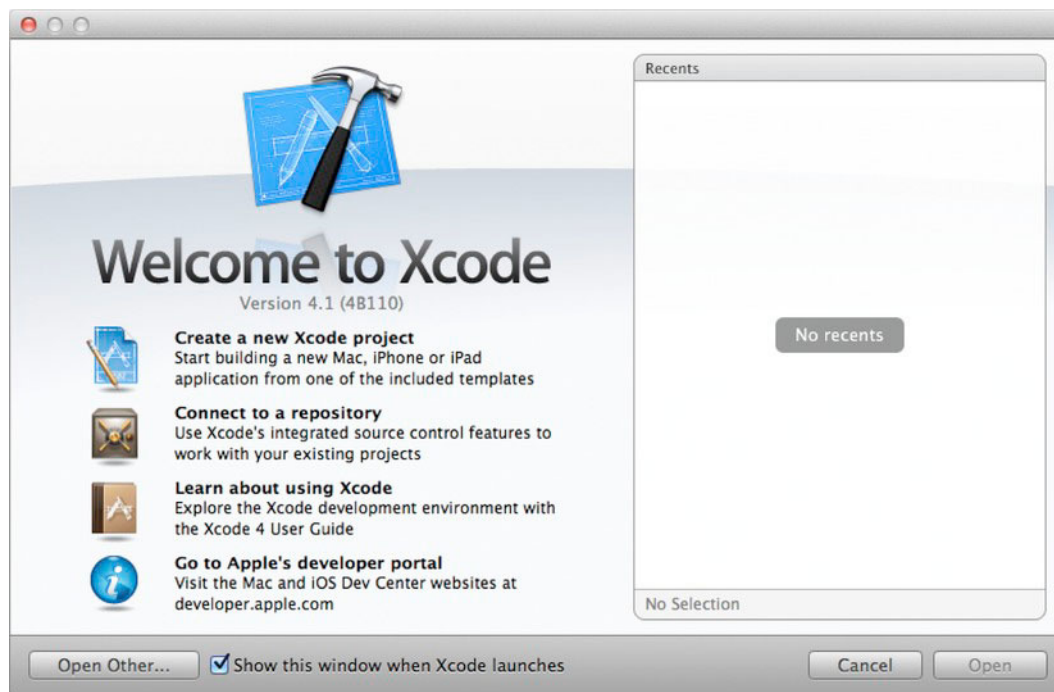 Welcome to Xcode
Version 4.1 (4B110)
Create a new Xcode project
Start building a new Mac, iPhone or iPad
application from one of the included templates
Connect to a repository
Use Xcode's integrated source control features to
work with your existing projects
Learn about using Xcode
Explore the Xcode development environment with
the Xcode 4 User Guide
Go to Apple's developer portal
Visit the Mac and iOS Dev Center websites at
developer.apple.com
Recents
No recents
No Selection
Open Other...
Show this window when Xcode launches
Cancel
Open